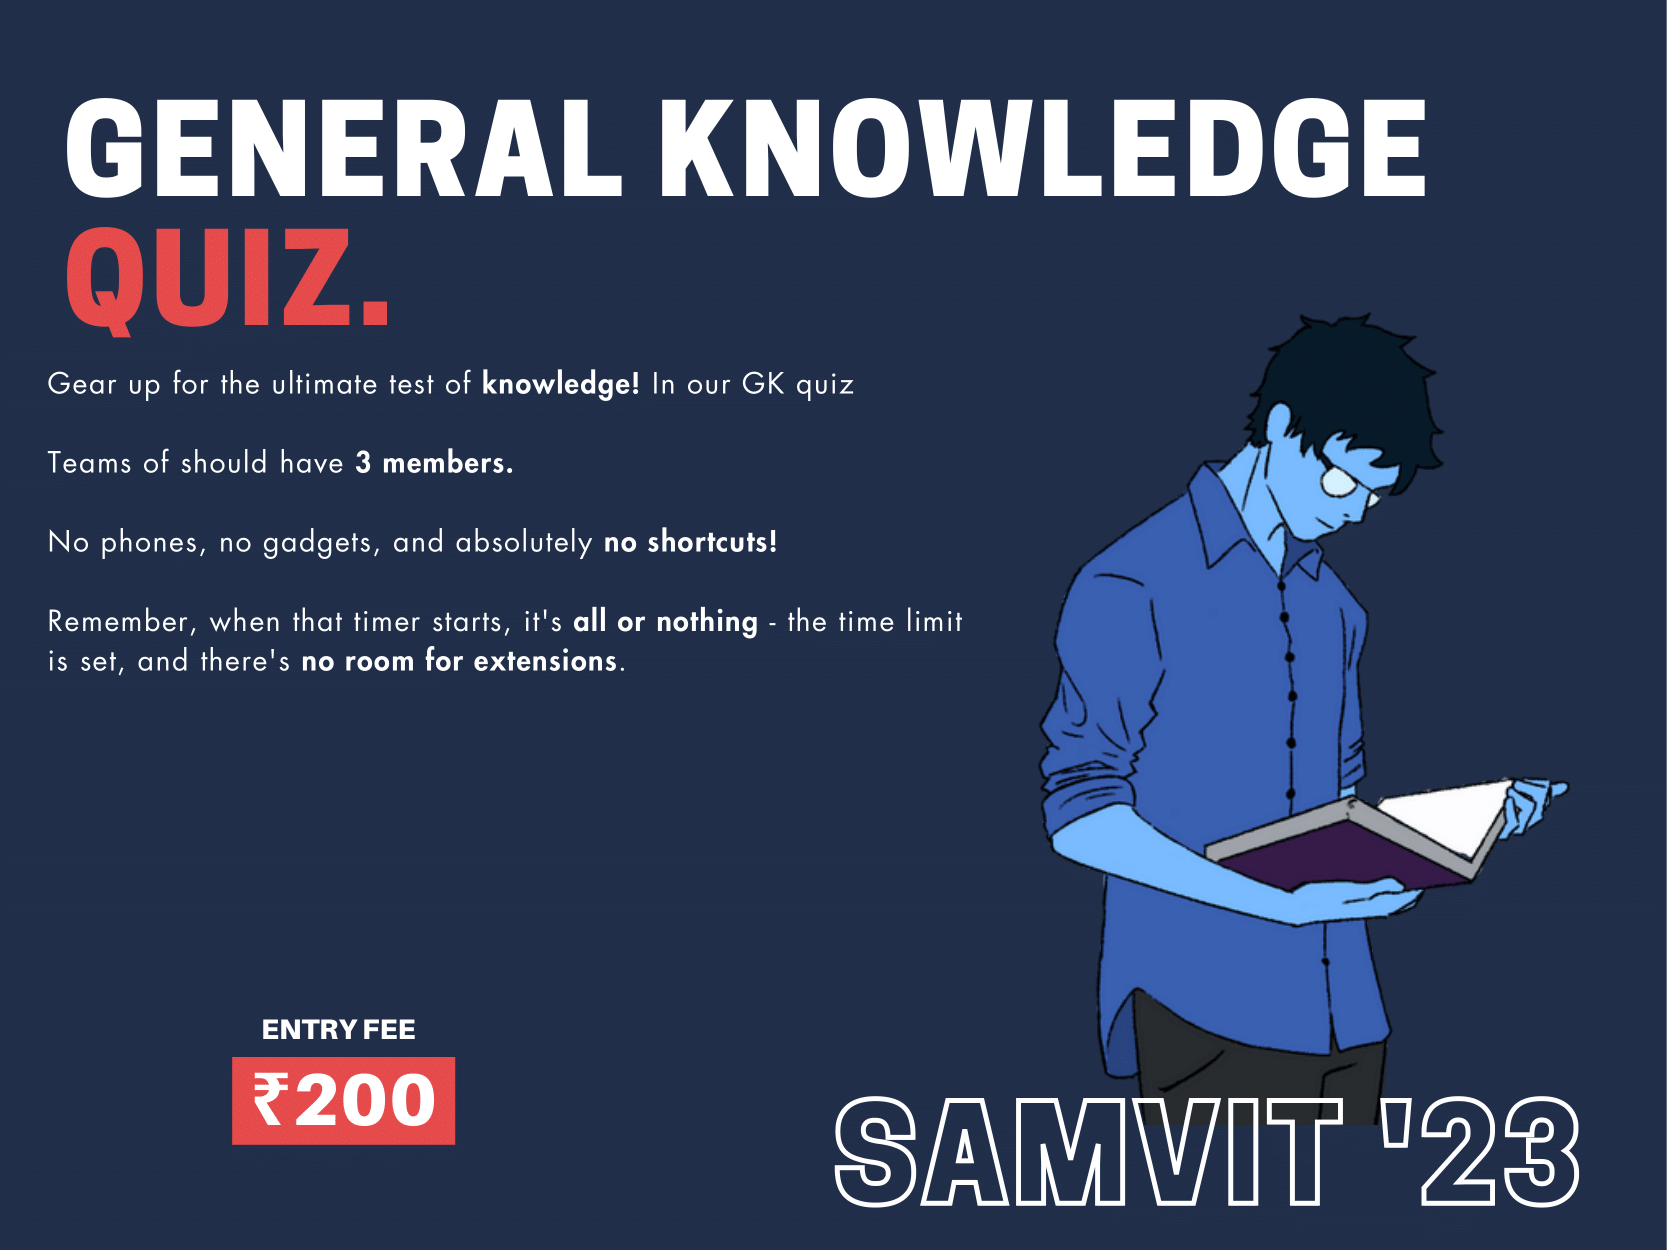 GENERAL KNOWLEDGE
QUIZ.
Gear up for the ultimate test of knowledge! In our GK quiz
Teams of should have 3 members.
No phones, no gadgets, and absolutely no shortcuts!
Remember, when that timer starts, it's all or nothing - the time limit
is set, and there's no room for extensions.
ENTRY FEE
₹200
SAMVIT '23